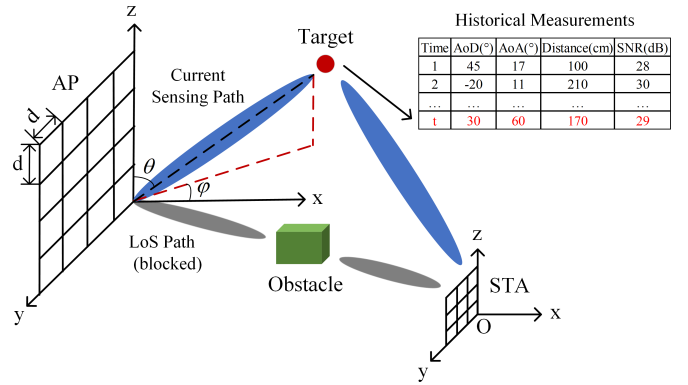 Historical Measurements
Time AoD(°) AoA(°) Distance(cm) SNR(dB)
1 45 17 100 28
2 -20 11 210 30
... ... ... ... ...
t 30 60 170 29
z
Target
AP
Current
Sensing Path
d
d
θ
φ
x
LoS Path
(blocked)
Obstacle
y
z
STA
O
x
y